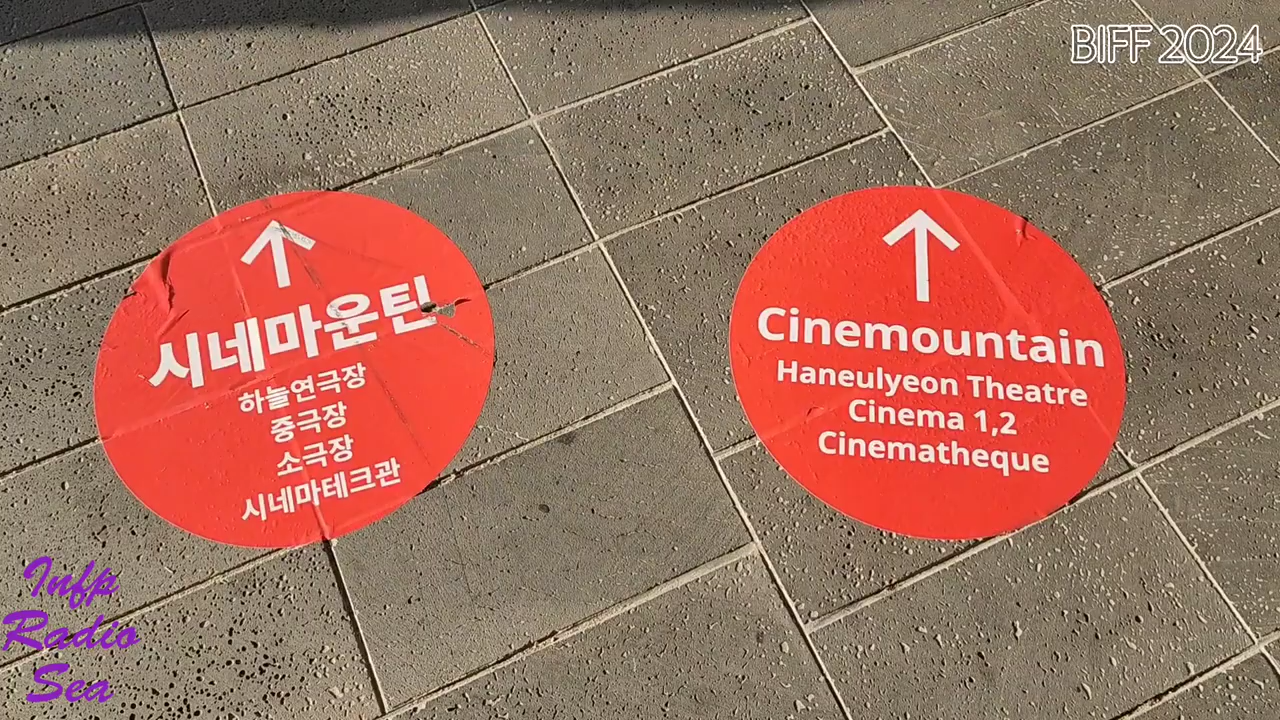 BIFF 2024
시네마운틴
하늘연극장
중극장
소극장
시네마테크관
Cinemountain
Haneulyeon Theatre
Cinema 1,2
Cinematheque
Infp
Radio
Sea